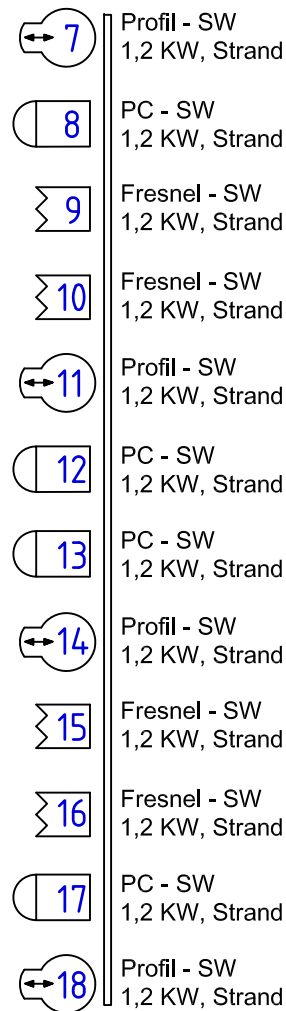 7 Profil - SW
1,2 KW, Strand
8 PC - SW
1,2 KW, Strand
9 Fresnel - SW
1,2 KW, Strand
10 Fresnel - SW
1,2 KW, Strand
11 Profil - SW
1,2 KW, Strand
12 PC - SW
1,2 KW, Strand
13 PC - SW
1,2 KW, Strand
14 Profil - SW
1,2 KW, Strand
15 Fresnel - SW
1,2 KW, Strand
16 Fresnel - SW
1,2 KW, Strand
17 PC - SW
1,2 KW, Strand
18 Profil - SW
1,2 KW, Strand